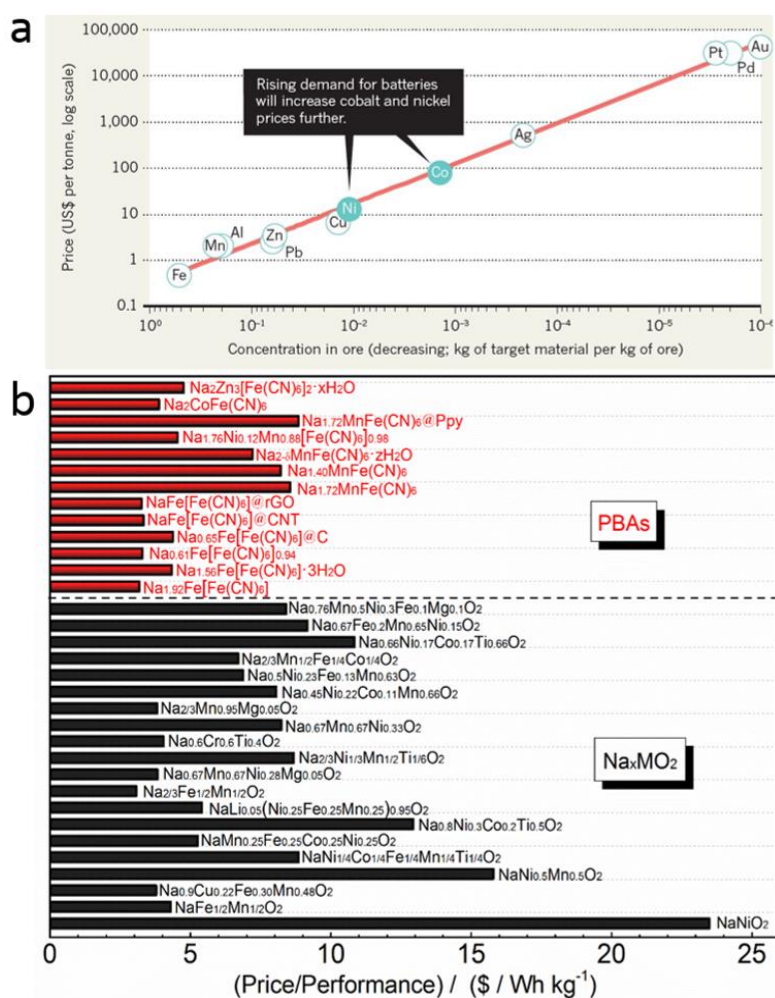 a
100,000
10,000
1,000
100
10
1
0.1
Price (US$ per tonne, log scale)
Rising demand for batteries
will increase cobalt and nickel
prices further.
Pt
Au
Pd
Ag
Co
Ni
Cu
Zn
Pb
Al
Mn
Fe
10⁰
10⁻¹
10⁻²
10⁻³
10⁻⁴
10⁻⁵
10⁻⁶
Concentration in ore (decreasing; kg of target material per kg of ore)
b
Na₂Zn₃[Fe(CN)₆]₂·xH₂O
Na₂CoFe(CN)₆
Na₁.₇₂MnFe(CN)₆@Ppy
Na₁.₇₆Ni₀.₁₂Mn₀.₈₈[Fe(CN)₆]₀.₉₈
Na₂₋δMnFe(CN)₆·zH₂O
Na₁.₄₀MnFe(CN)₆
Na₁.₇₂MnFe(CN)₆
NaFe[Fe(CN)₆]@rGO
NaFe[Fe(CN)₆]@CNT
Na₀.₆₅Fe[Fe(CN)₆]@C
Na₀.₆₁Fe[Fe(CN)₆]₀.₉₄
Na₁.₅₆Fe[Fe(CN)₆]·3H₂O
Na₁.₉₂Fe[Fe(CN)₆]
PBAs
Na₀.₇₆Mn₀.₅Ni₀.₃Fe₀.₁Mg₀.₁O₂
Na₀.₆₇Fe₀.₂Mn₀.₆₅Ni₀.₁₅O₂
Na₀.₆₆Ni₀.₁₇Co₀.₁₇Ti₀.₆₆O₂
Na₂/₃Mn₁/₂Fe₁/₄Co₁/₄O₂
Na₀.₅Ni₀.₂₃Fe₀.₁₃Mn₀.₆₃O₂
Na₀.₄₅Ni₀.₂₂Co₀.₁₁Mn₀.₆₆O₂
Na₂/₃Mn₀.₉₅Mg₀.₀₅O₂
Na₀.₆₇Mn₀.₆₇Ni₀.₃₃O₂
Na₀.₆Cr₀.₆Ti₀.₄O₂
Na₂/₃Ni₁/₃Mn₁/₂Ti₁/₆O₂
Na₀.₆₇Mn₀.₆₇Ni₀.₂₈Mg₀.₀₅O₂
Na₂/₃Fe₁/₂Mn₁/₂O₂
NaLi₀.₀₅(Ni₀.₂₅Fe₀.₂₅Mn₀.₂₅)₀.₉₅O₂
Na₀.₈Ni₀.₃Co₀.₂Ti₀.₅O₂
NaMn₀.₂₅Fe₀.₂₅Co₀.₂₅Ni₀.₂₅O₂
NaNi₁/₄Co₁/₄Fe₁/₄Mn₁/₄Ti₁/₄O₂
NaNi₀.₅Mn₀.₅O₂
Na₀.₉Cu₀.₂₂Fe₀.₃₀Mn₀.₄₈O₂
NaFe₁/₂Mn₁/₂O₂
NaNiO₂
NaxMO₂
0 5 10 15 20 25
(Price/Performance) / ($ / Wh kg⁻¹)